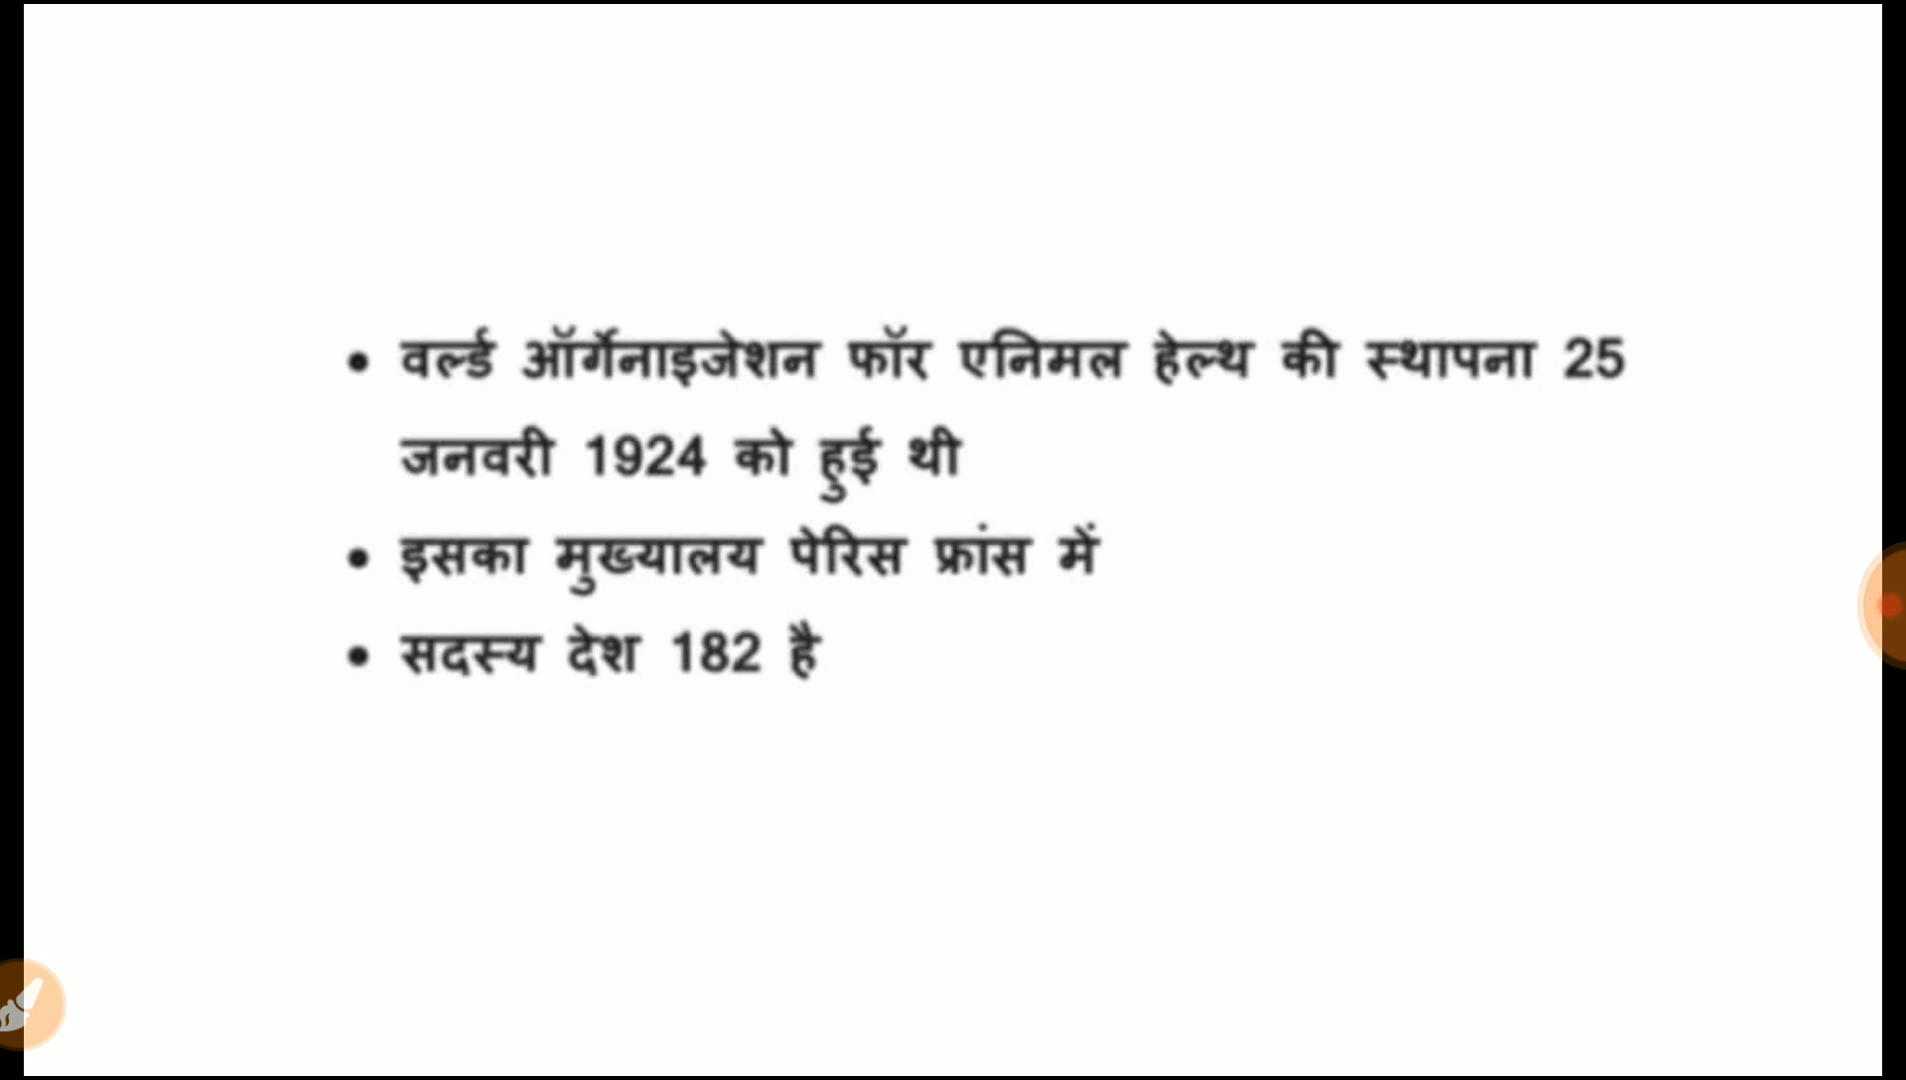 • वर्ल्ड ऑर्गेनाइजेशन फॉर एनिमल हेल्थ की स्थापना 25
जनवरी 1924 को हुई थी
• इसका मुख्यालय पेरिस फ्रांस में
• सदस्य देश 182 है